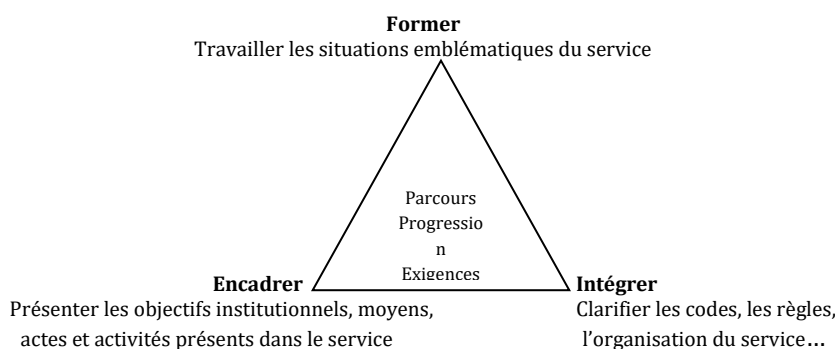 Former
Travailler les situations emblématiques du service
Parcours
Progressio
n
Exigences
Encadrer
Présenter les objectifs institutionnels, moyens,
actes et activités présents dans le service
Intégrer
Clarifier les codes, les règles,
l'organisation du service...